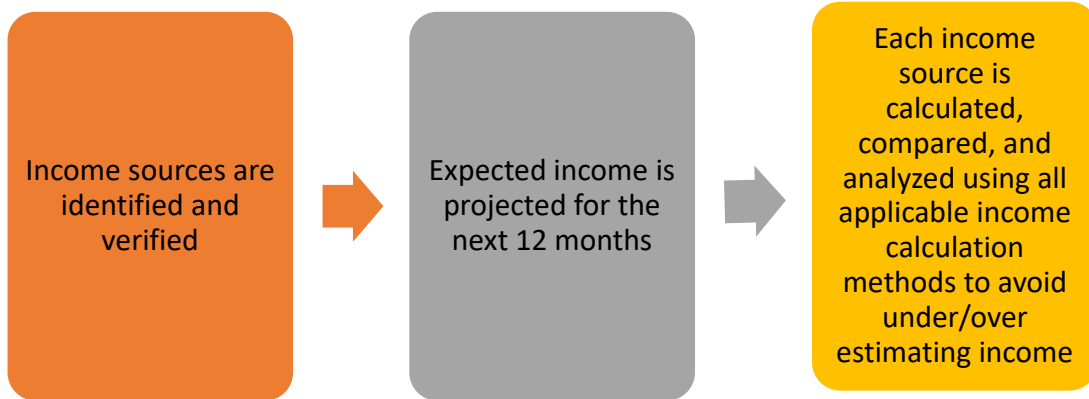 Income sources are
identified and
verified
Expected income is
projected for the
next 12 months
Each income
source is
calculated,
compared, and
analyzed using all
applicable income
calculation
methods to avoid
under/over
estimating income